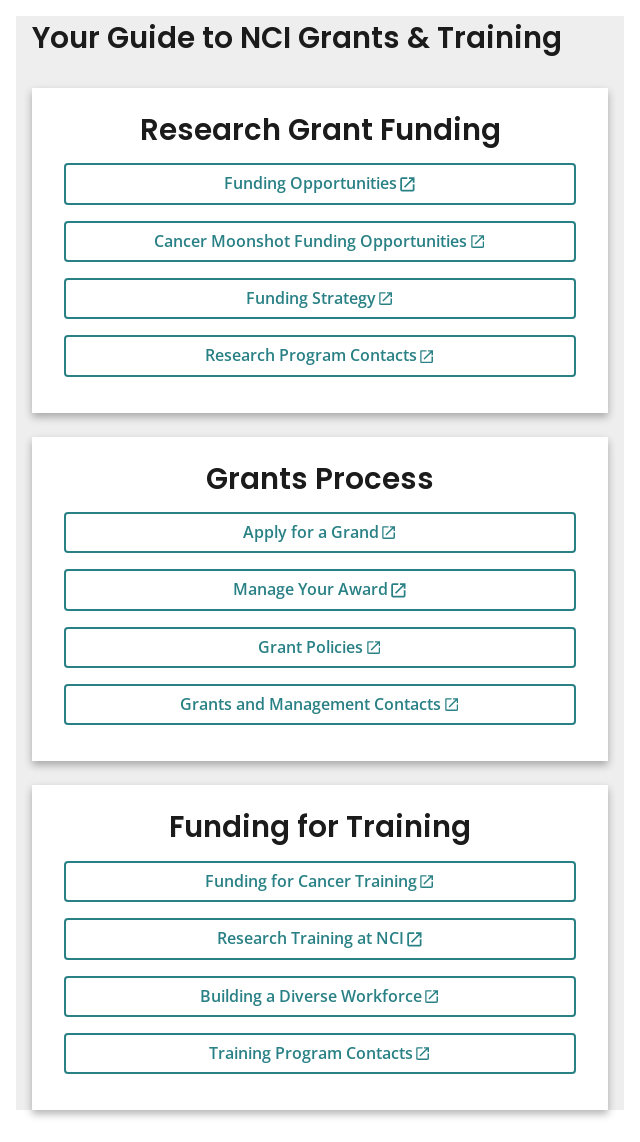 Your Guide to NCI Grants & Training
Research Grant Funding
Funding Opportunities
Cancer Moonshot Funding Opportunities
Funding Strategy
Research Program Contacts
Grants Process
Apply for a Grand
Manage Your Award
Grant Policies
Grants and Management Contacts
Funding for Training
Funding for Cancer Training
Research Training at NCI
Building a Diverse Workforce
Training Program Contacts